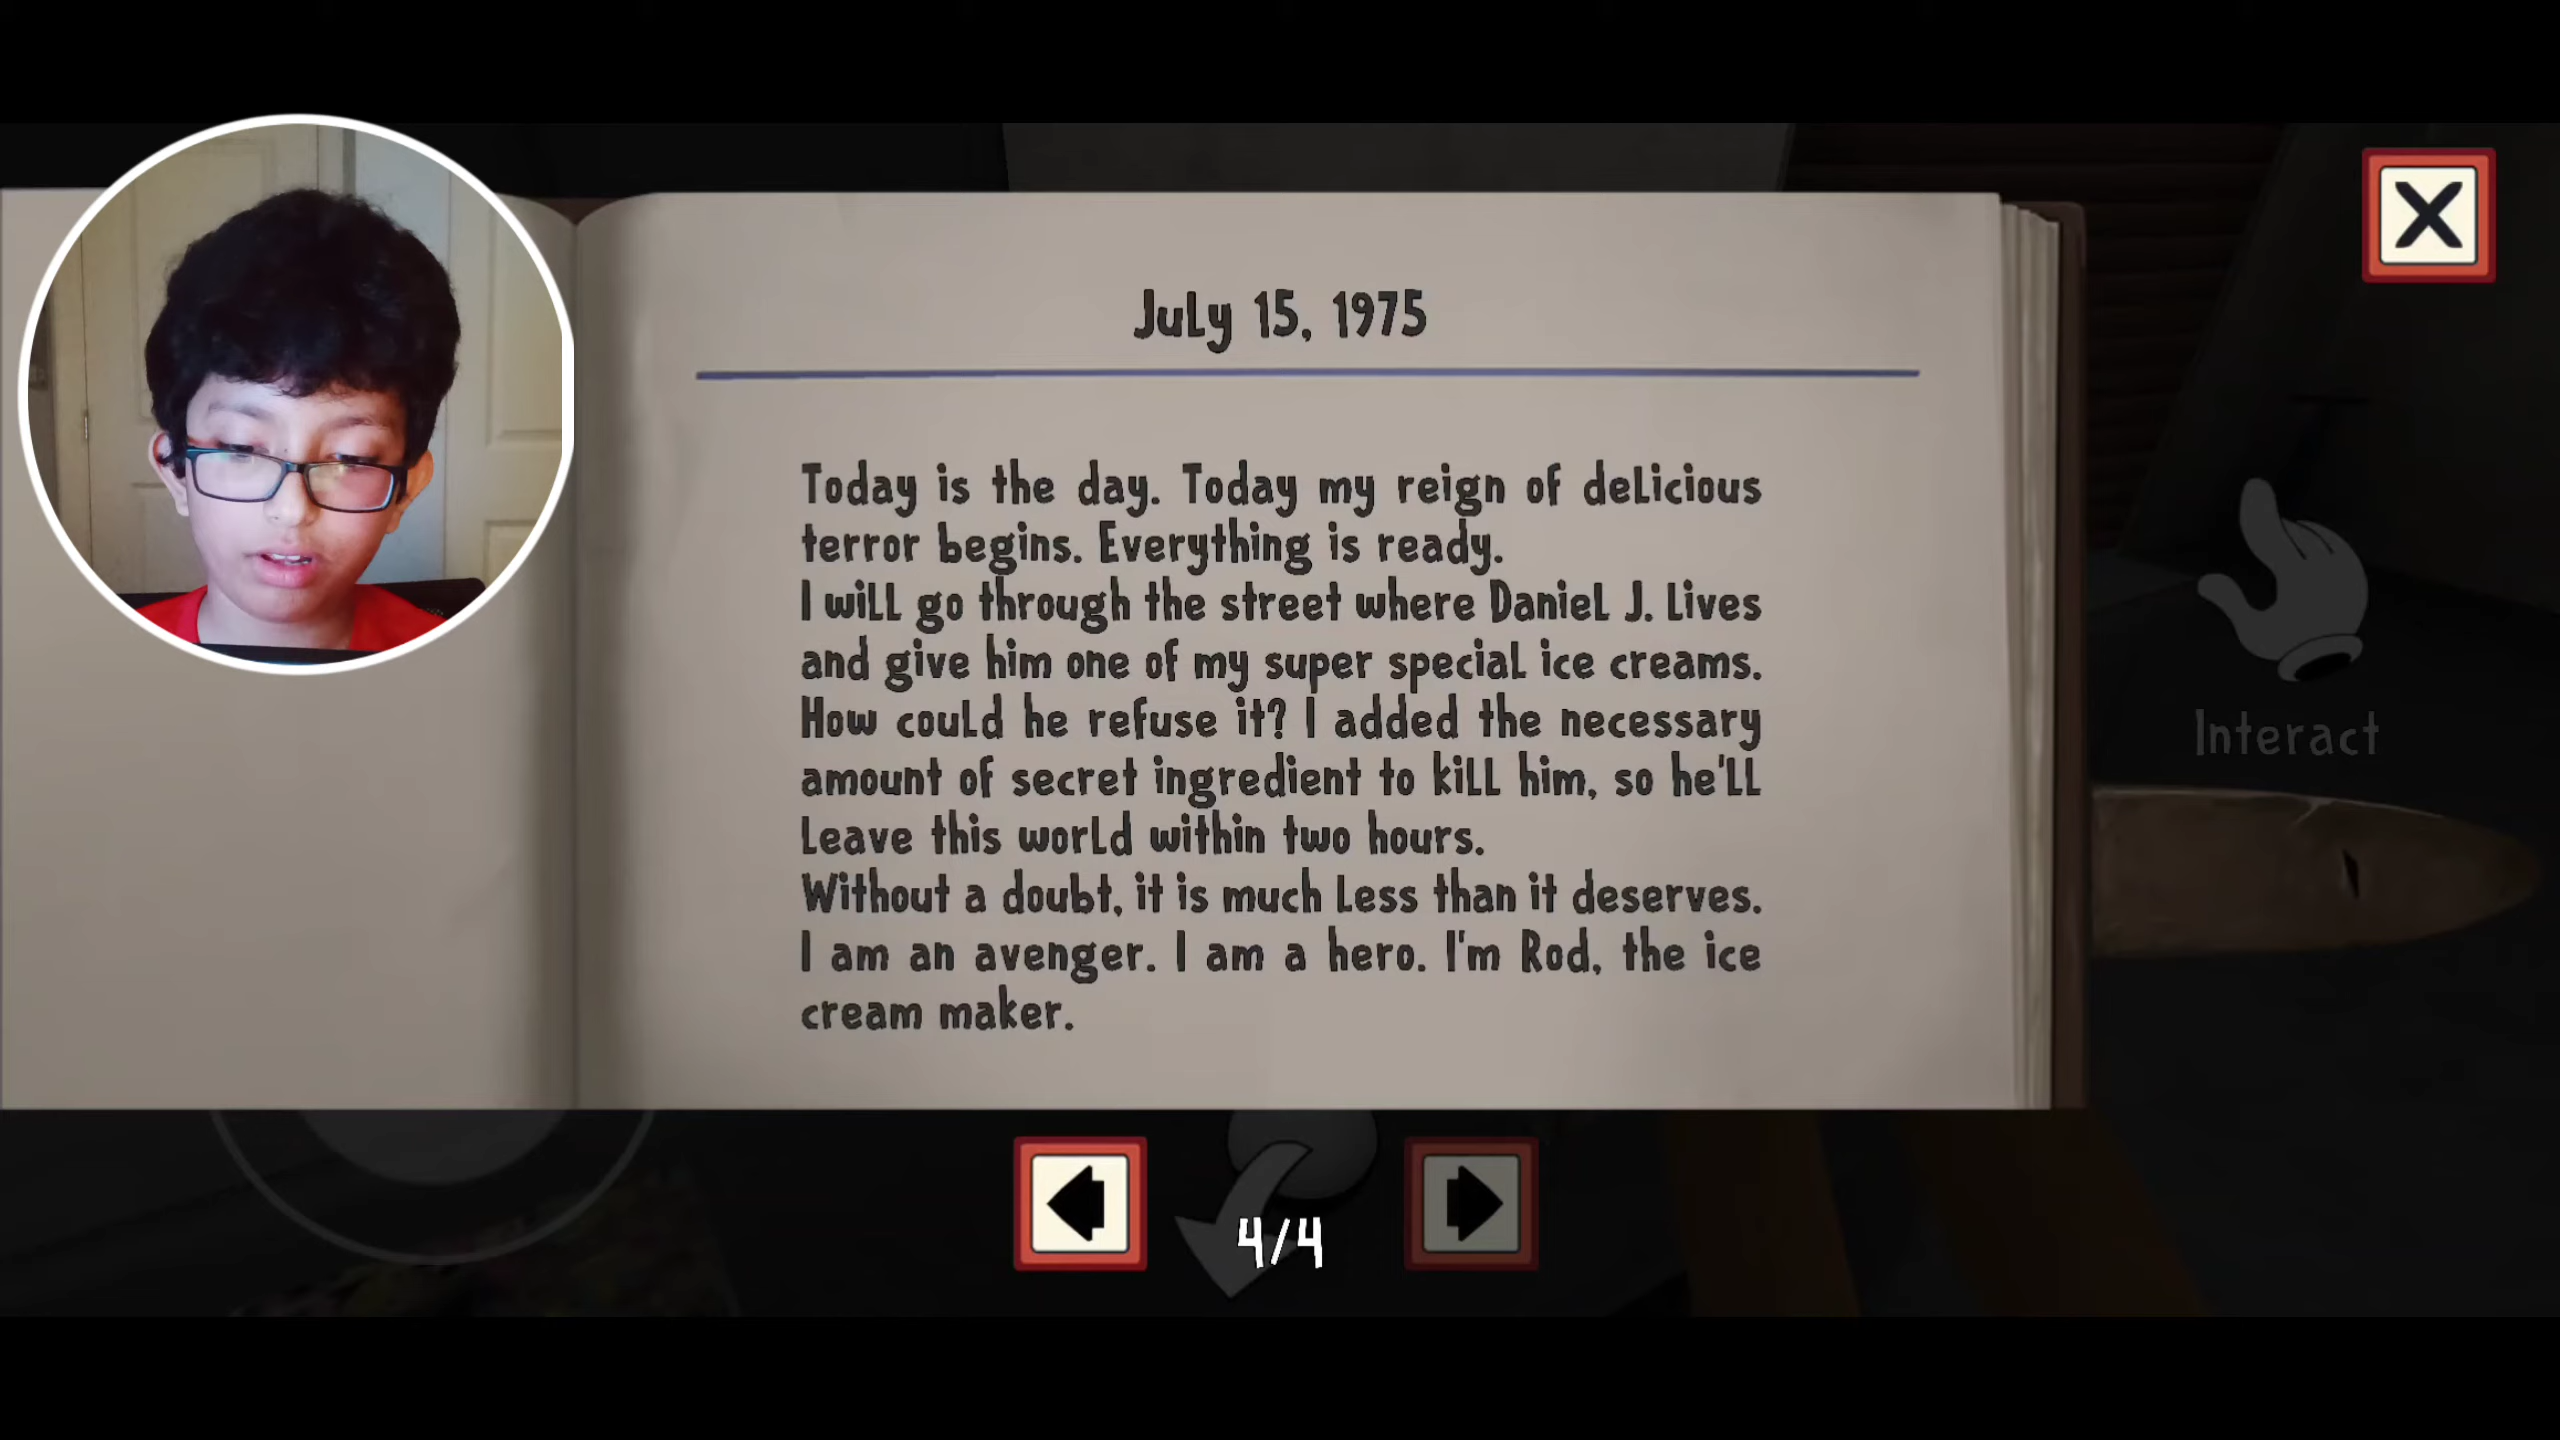 July 15, 1975
Today is the day. Today my reign of delicious
terror begins. Everything is ready.
I will go through the street where Daniel J. Lives
and give him one of my super special ice creams.
How could he refuse it? I added the necessary
amount of secret ingredient to kill him, so he'll
Leave this world within two hours.
Without a doubt, it is much Less than it deserves.
I am an avenger. I am a hero. I'm Rod, the ice
cream maker.
Interact
4/4